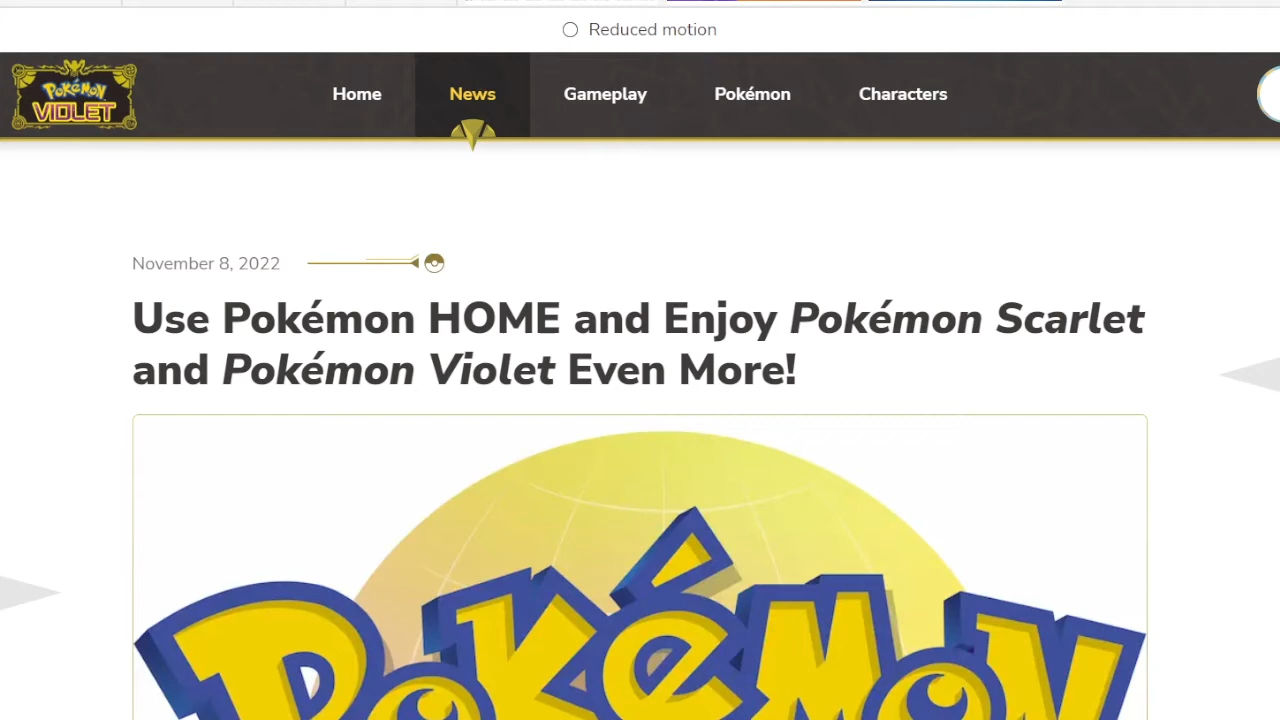 Reduced motion
POKÉMON
VIOLET
Home
News
Gameplay
Pokémon
Characters
November 8, 2022
Use Pokémon HOME and Enjoy Pokémon Scarlet
and Pokémon Violet Even More!
POKÉMON